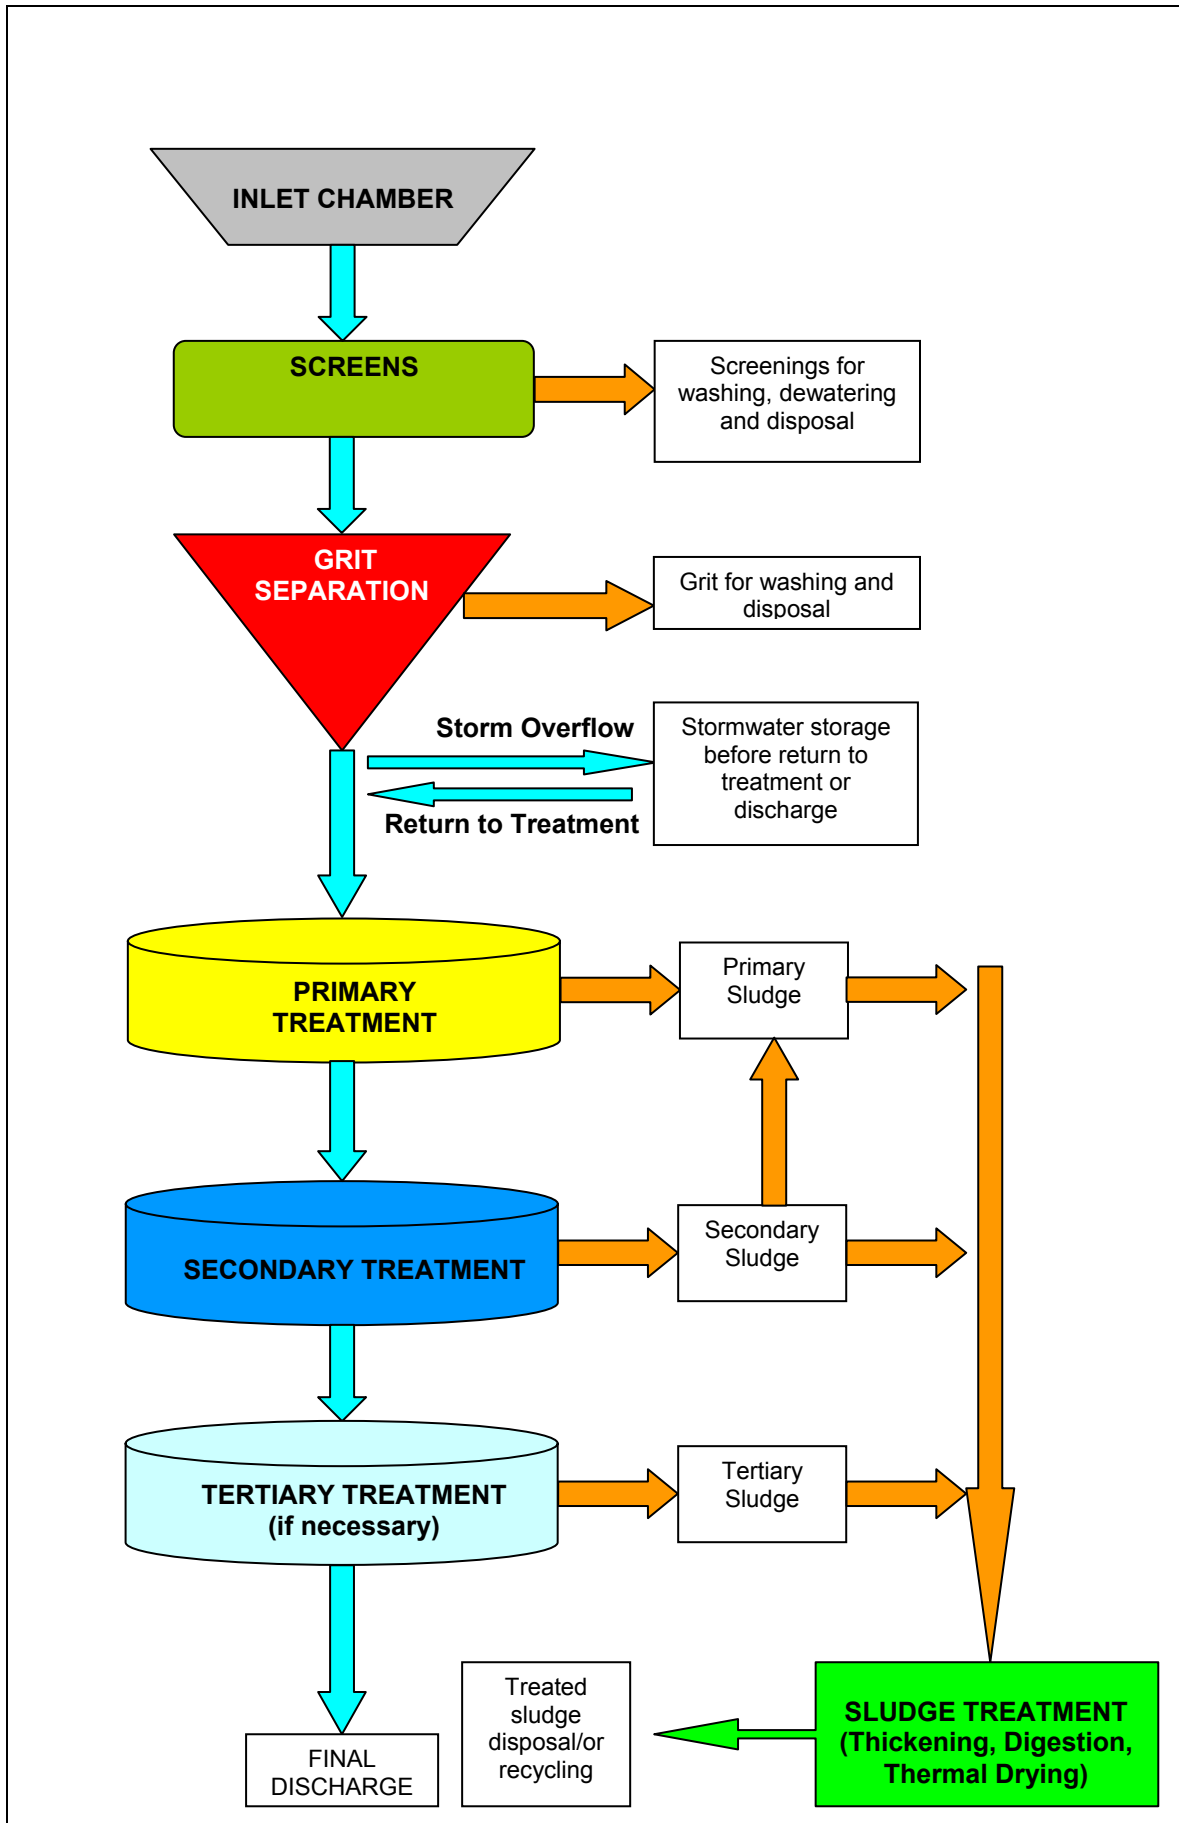 INLET CHAMBER
SCREENS
Screenings for
washing, dewatering
and disposal
GRIT
SEPARATION
Grit for washing and
disposal
Storm Overflow
Return to Treatment
Stormwater storage
before return to
treatment or
discharge
PRIMARY
TREATMENT
Primary
Sludge
SECONDARY TREATMENT
Secondary
Sludge
TERTIARY TREATMENT
(if necessary)
Tertiary
Sludge
FINAL
DISCHARGE
Treated
sludge
disposal/or
recycling
SLUDGE TREATMENT
(Thickening, Digestion,
Thermal Drying)